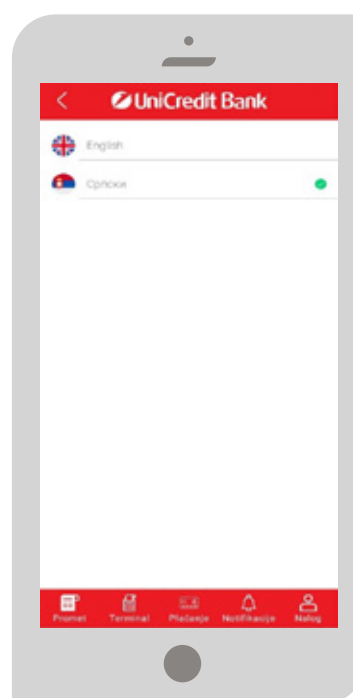 UniCredit Bank
English
Српски
Promet Terminal Plaćanje Notifikacije Nalog